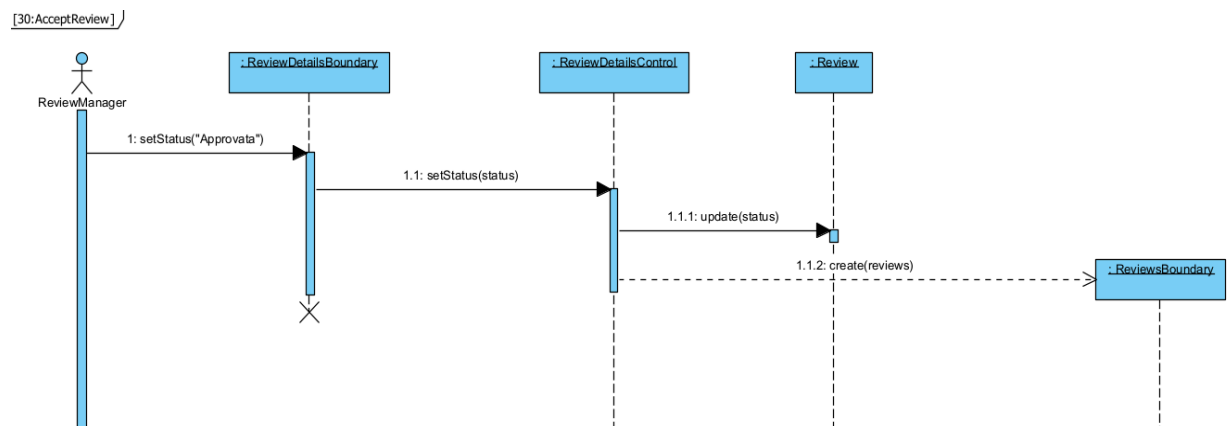 [30:AcceptReview]
: ReviewDetailsBoundary
: ReviewDetailsControl
: Review
ReviewManager
1: setStatus("Approvata")
1.1: setStatus(status)
1.1.1: update(status)
1.1.2: create(reviews)
: ReviewsBoundary